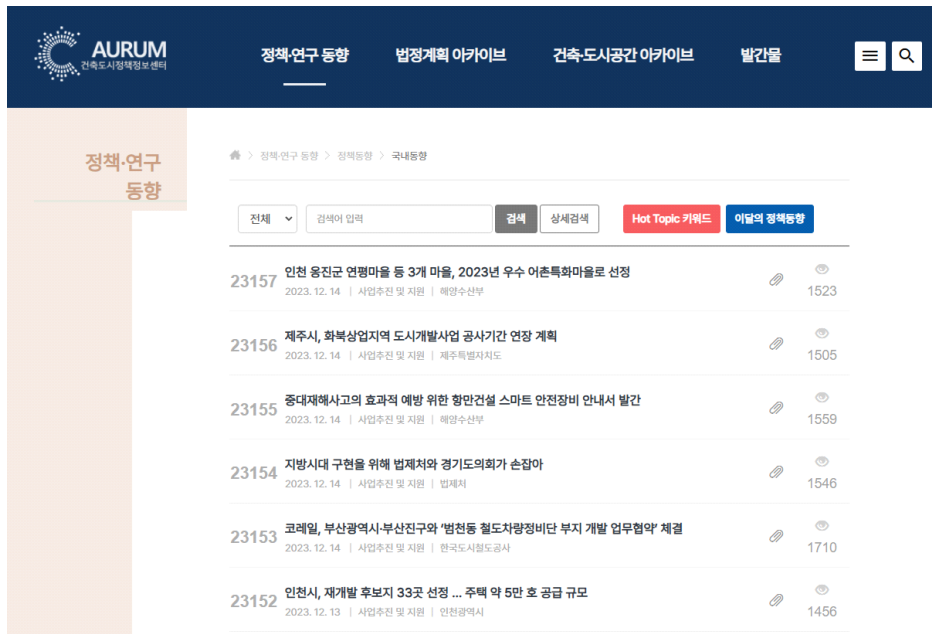 AURUM
건축도시정책정보센터
정책·연구 동향
법정계획 아카이브
건축·도시공간 아카이브
발간물
정책·연구
동향
정책·연구 동향 > 정책동향 > 국내동향
전체
검색어 입력
검색
상세검색
Hot Topic 키워드
이달의 정책동향
23157
인천 옹진군 연평마을 등 3개 마을, 2023년 우수 어촌특화마을로 선정
2023. 12. 14 | 사업추진 및 지원 | 해양수산부
1523
23156
제주시, 화북상업지역 도시개발사업 공사기간 연장 계획
2023. 12. 14 | 사업추진 및 지원 | 제주특별자치도
1505
23155
중대재해사고의 효과적 예방 위한 항만건설 스마트 안전장비 안내서 발간
2023. 12. 14 | 사업추진 및 지원 | 해양수산부
1559
23154
지방시대 구현을 위해 법제처와 경기도의회가 손잡아
2023. 12. 14 | 사업추진 및 지원 | 법제처
1546
23153
코레일, 부산광역시·부산진구와 '범천동 철도차량정비단 부지 개발 업무협약' 체결
2023. 12. 14 | 사업추진 및 지원 | 한국도시철도공사
1710
23152
인천시, 재개발 후보지 33곳 선정 ... 주택 약 5만 호 공급 규모
2023. 12. 13 | 사업추진 및 지원 | 인천광역시
1456